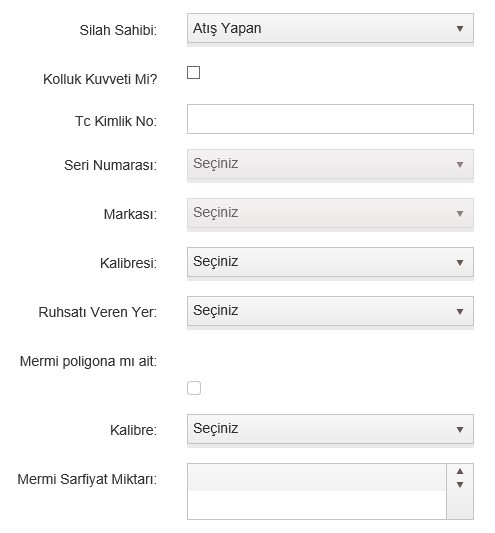 Silah Sahibi: Atış Yapan
Kolluk Kuvveti Mi?
Tc Kimlik No:
Seri Numarası: Seçiniz
Markası: Seçiniz
Kalibresi: Seçiniz
Ruhsatı Veren Yer: Seçiniz
Mermi poligona mı ait:
Kalibre: Seçiniz
Mermi Sarfiyat Miktarı: